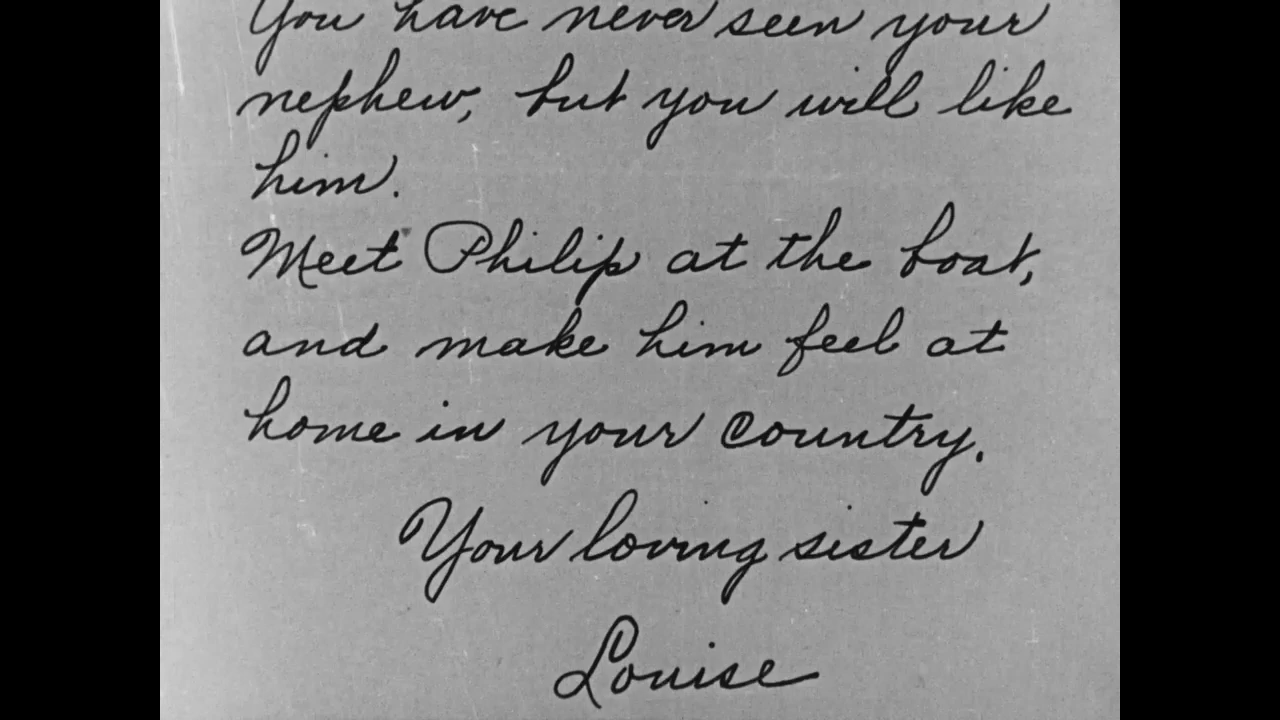 You have never seen your
nephew, but you will like
him.
Meet Philip at the boat,
and make him feel at
home in your country.
Your loving sister
Louise